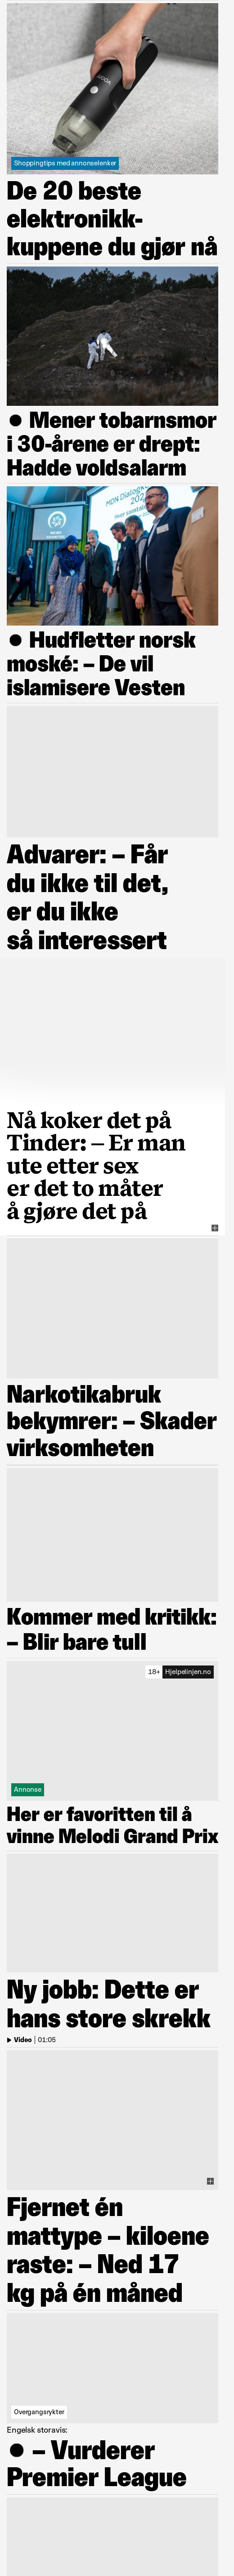 Shoppingtips med annonselenker
De 20 beste
elektronikk-
kuppene du gjør nå
Mener tobarnsmor
i 30-årene er drept:
Hadde voldsalarm
MDN Dialogk
Hudfletter norsk
moské: – De vil
islamisere Vesten
Advarer: – Får
du ikke til det,
er du ikke
så interessert
Nå koker det på
Tinder: – Er man
ute etter sex
er det to måter
å gjøre det på
Narkotikabruk
bekymrer: – Skader
virksomheten
Kommer med kritikk:
– Blir bare tull
18+ Hjelpelinjen.no
Annonse
Her er favoritten til å
vinne Melodi Grand Prix
Ny jobb: Dette er
hans store skrekk
Video | 01:05
Fjernet én
mattype – kiloene
raste: – Ned 17
kg på én måned
Overgangsrykter
Engelsk storavis:
– Vurderer
Premier League